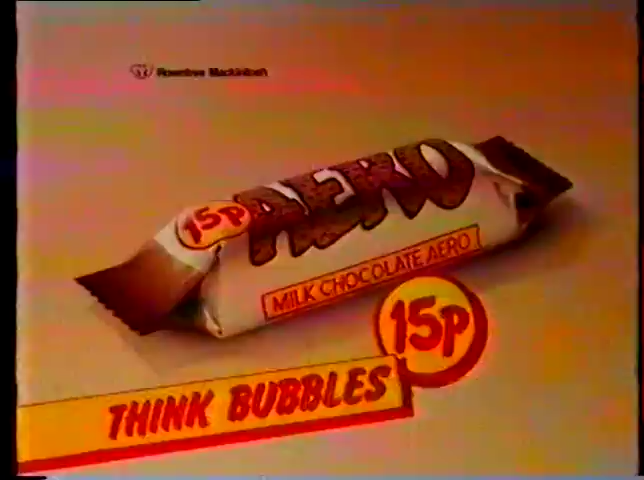 Rowntree Mackintosh
15p
AERO
MILK CHOCOLATE AERO
15p
THINK BUBBLES